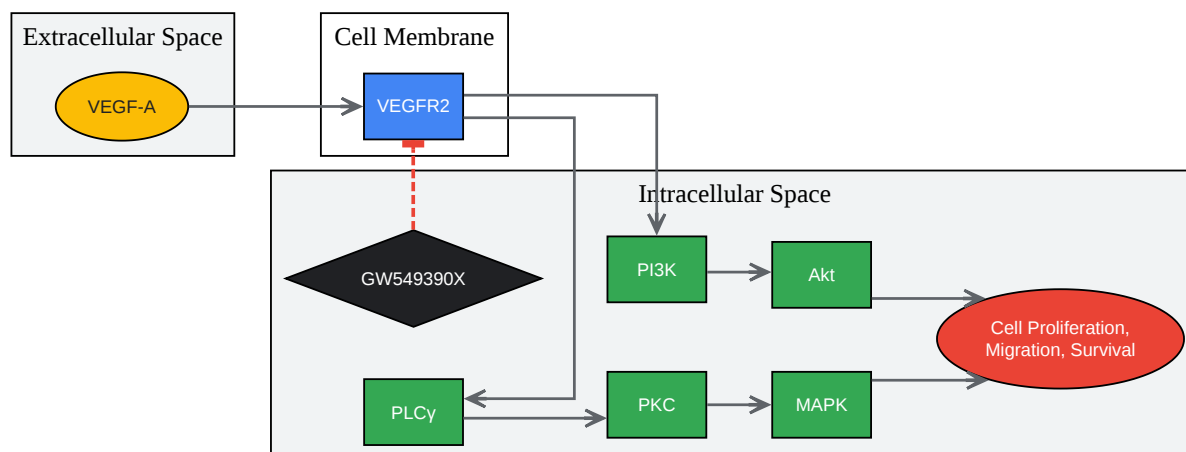 Extracellular Space
Cell Membrane
VEGF-A
VEGFR2
Intracellular Space
GW549390X
PI3K
Akt
Cell Proliferation,
Migration, Survival
PLCγ
PKC
MAPK